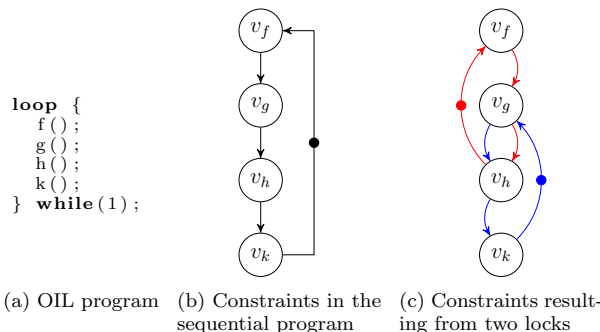 loop {
f();
g();
h();
k();
} while(1);
v_f
v_g
v_h
v_k
v_f
v_g
v_h
v_k
(a) OIL program
(b) Constraints in the
sequential program
(c) Constraints result-
ing from two locks